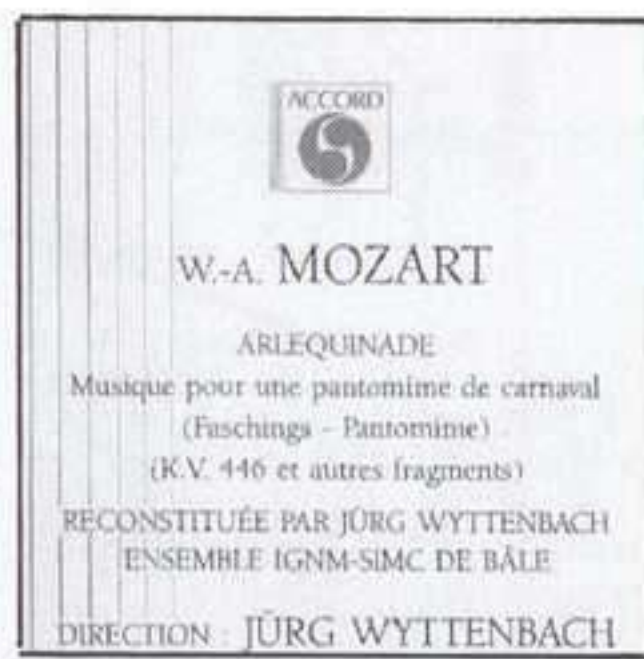 ACCORD
W.-A. MOZART
ARLEQUINADE
Musique pour une pantomime de carnaval
(Faschings - Pantomime)
(K.V. 446 et autres fragments)
RECONSTITUÉE PAR JÜRG WYTTENBACH
ENSEMBLE IGNM-SIMC DE BÂLE
DIRECTION : JÜRG WYTTENBACH